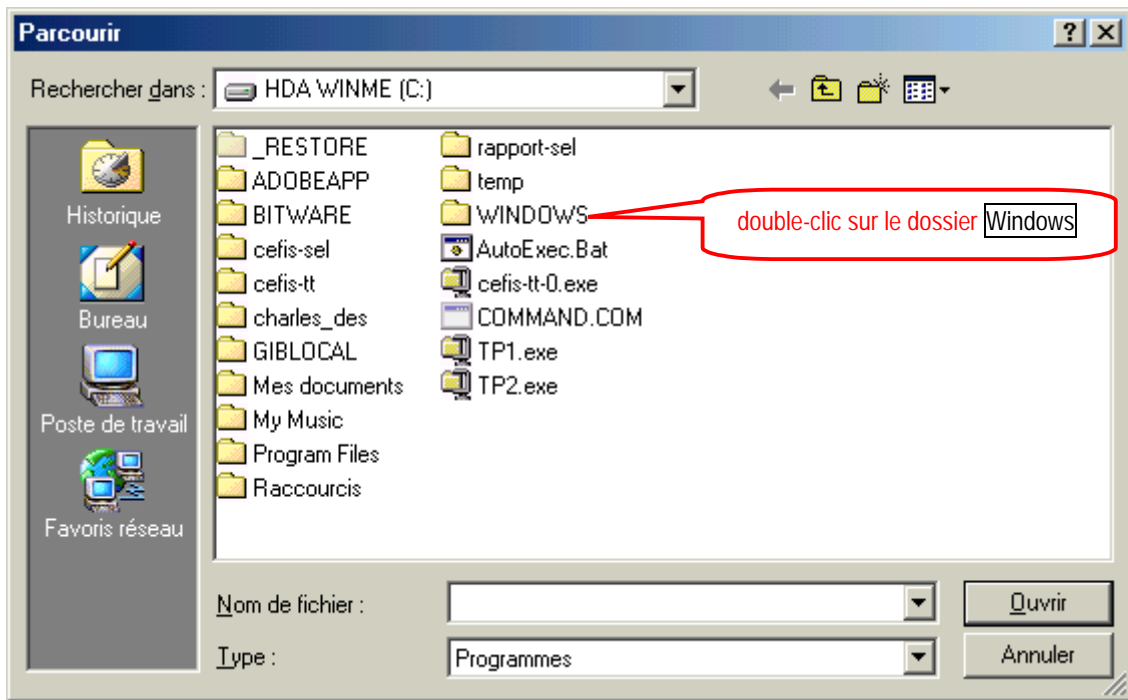 Parcourir
Rechercher dans :
HDA WINME (C:)
Historique
Bureau
Poste de travail
Favoris réseau
_RESTORE
ADOBEAPP
BITWARE
cefis-sel
cefis-tt
charles_des
GIBLOCAL
Mes documents
My Music
Program Files
Raccourcis
rapport-sel
temp
WINDOWS
AutoExec.Bat
cefis-tt-0.exe
COMMAND.COM
TP1.exe
TP2.exe
double-clic sur le dossier Windows
Nom de fichier :
Ouvrir
Type :
Programmes
Annuler